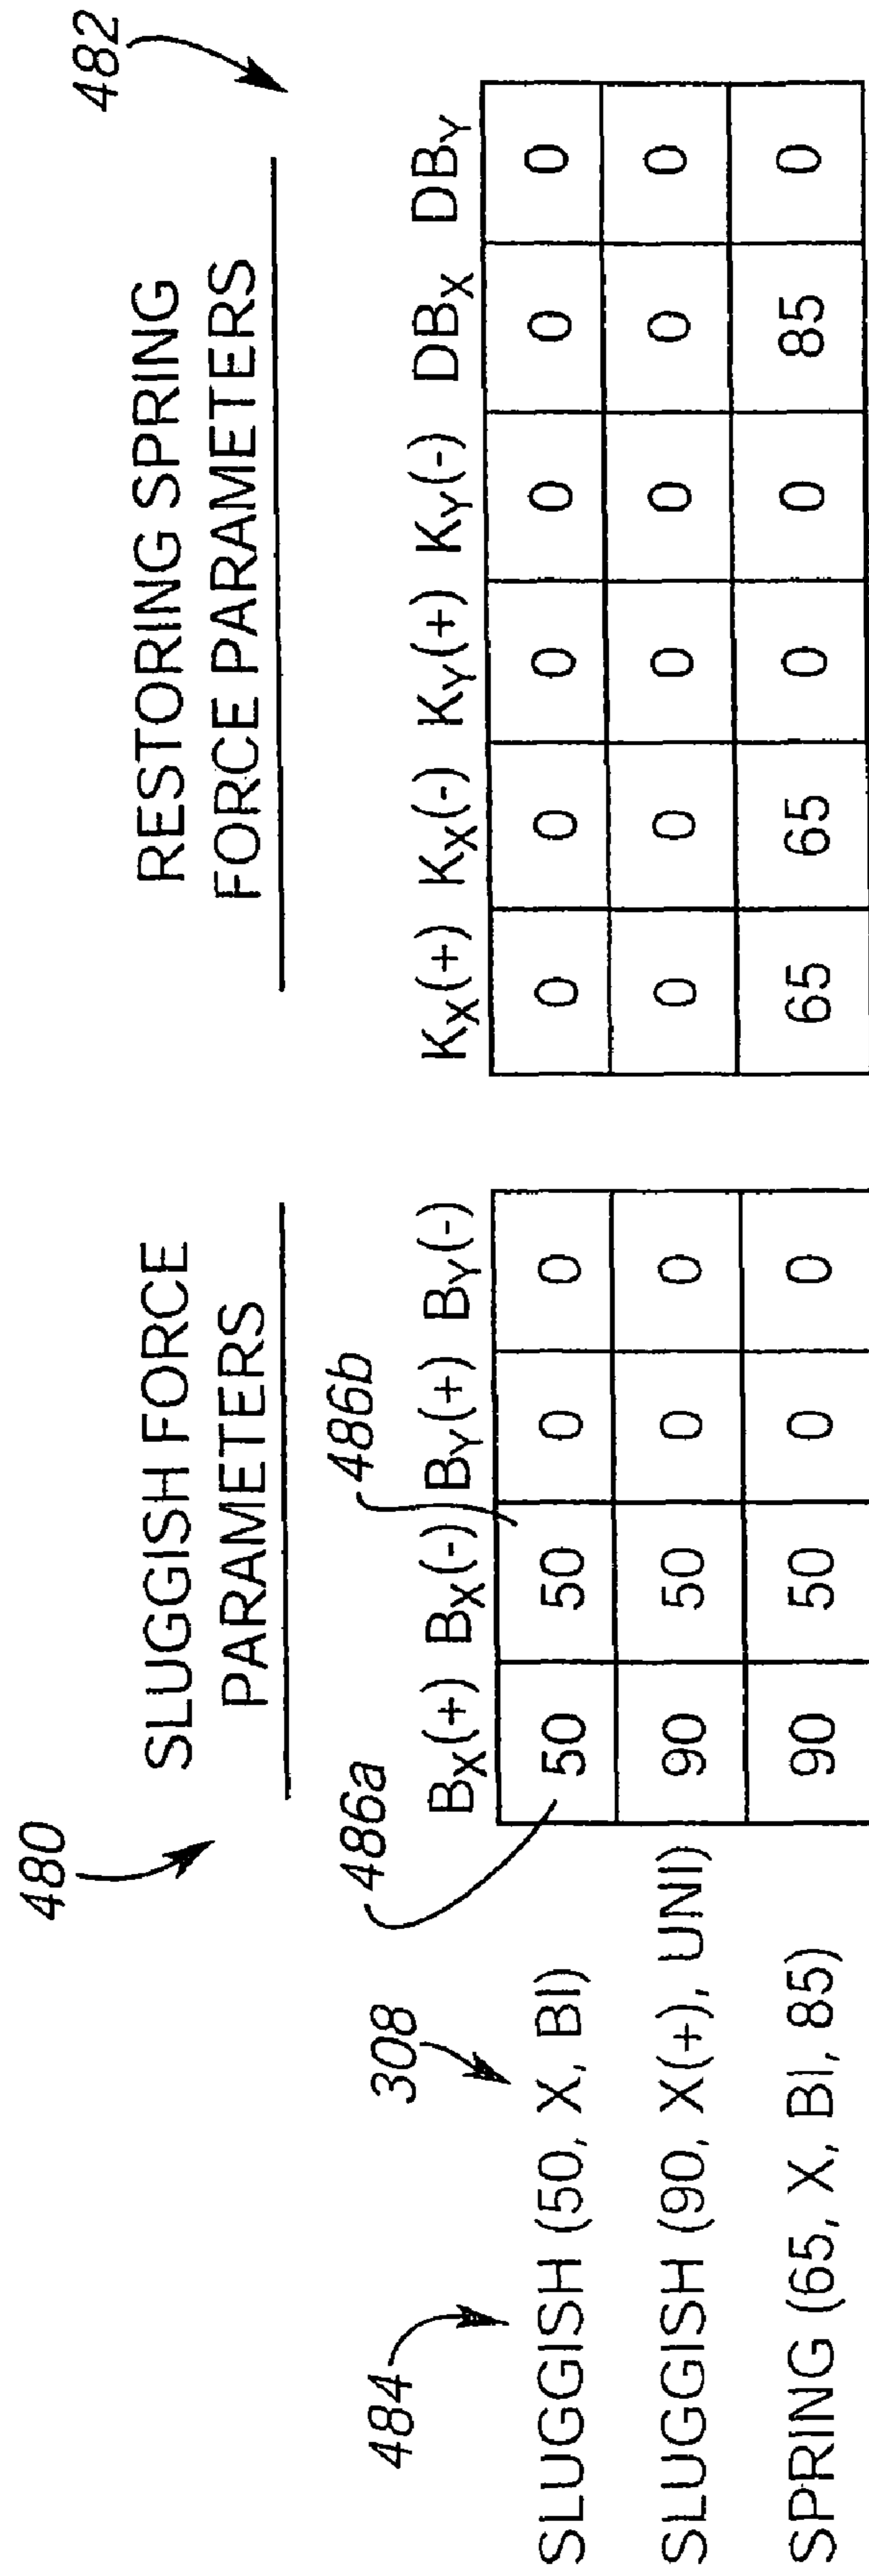 480
SLUGGISH FORCE
PARAMETERS
RESTORING SPRING
FORCE PARAMETERS
482
484
308
486a
486b
BX(+) BX(-) BY(+) BY(-)
KX(+) KX(-) KY(+) KY(-) DBX DBY
SLUGGISH (50, X, BI) 50 50 0 0 0 0 0 0 0 0
SLUGGISH (90, X(+), UNI) 90 50 0 0 0 0 0 0 0 0
SPRING (65, X, BI, 85) 90 50 0 0 65 65 0 0 85 0